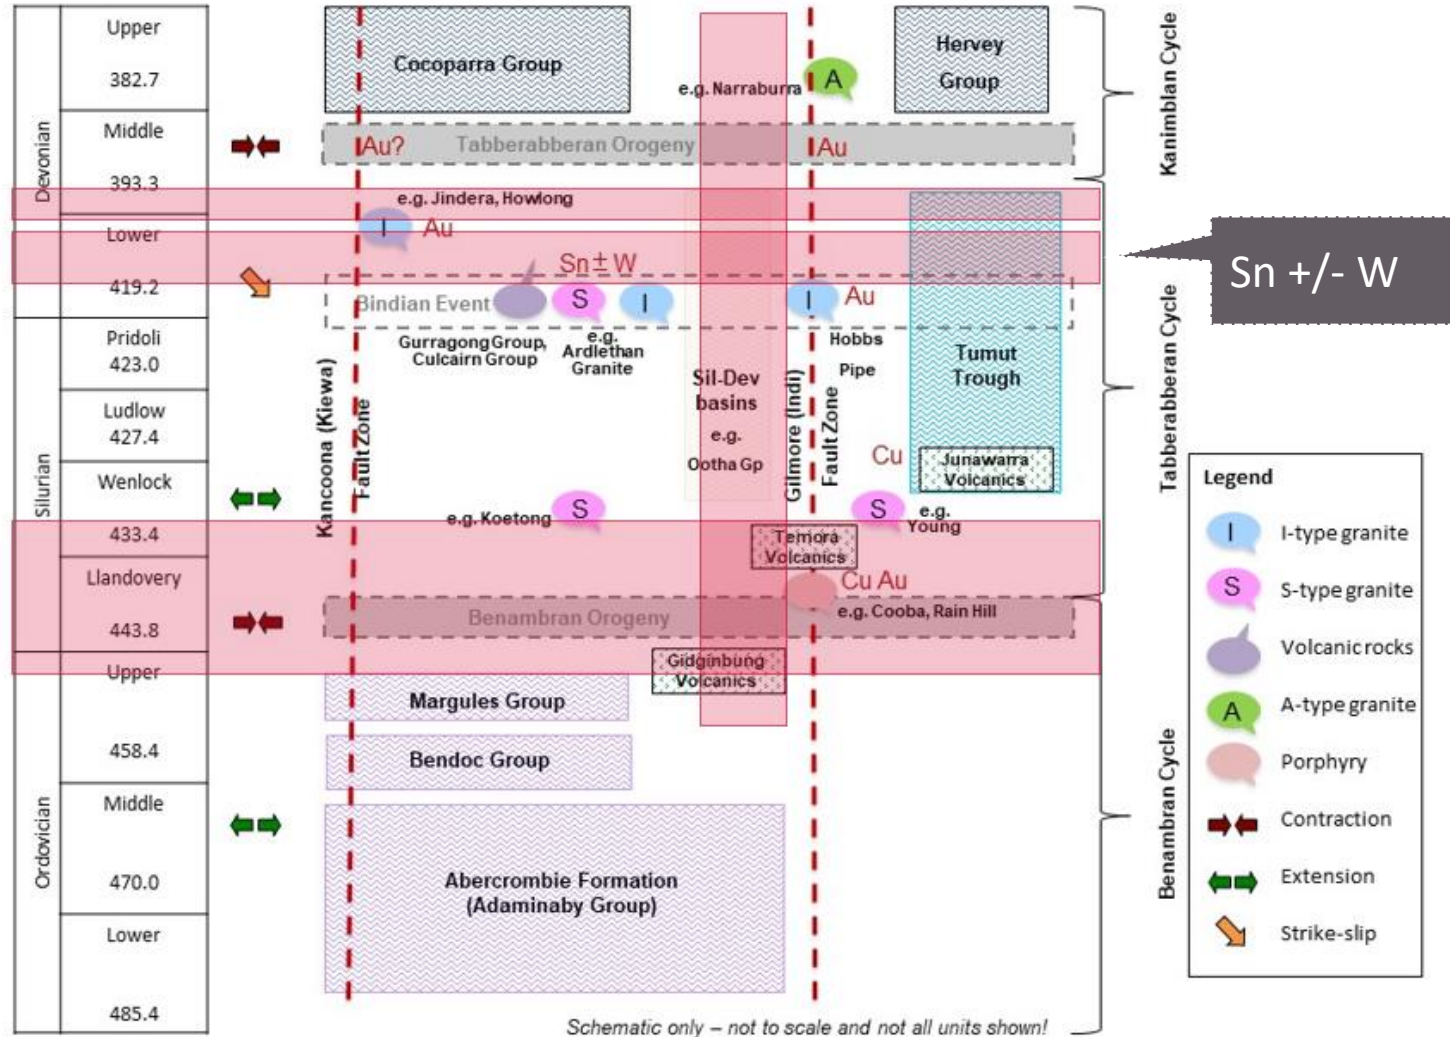 Devonian
Upper
382.7
Middle
393.3
Lower
419.2
Silurian
Pridoli
423.0
Ludlow
427.4
Wenlock
433.4
Llandovery
443.8
Ordovician
Upper
458.4
Middle
470.0
Lower
485.4
Cocoparra Group
Hervey
Group
e.g. Narraburra
A
Au?
Tabberabberan Orogeny
Au
e.g. Jindera, Howlong
I
Au
Sn ± W
Bindian Event
S
I
I
Au
Gurragong Group,
Culcairn Group
e.g.
Ardlethan
Granite
Hobbs
Pipe
Sil-Dev
basins
e.g.
Ootha Gp
Tumut
Trough
Kancoona (Kiewa)
Fault Zone
Gilmore (Indi)
Fault Zone
Cu
Junawarra
Volcanics
e.g. Koetong
S
S
e.g.
Young
Temora
Volcanics
Cu Au
Benambran Orogeny
e.g. Cooba, Rain Hill
Gidginbung
Volcanics
Margules Group
Bendoc Group
Abercrombie Formation
(Adaminaby Group)
Schematic only – not to scale and not all units shown!
Kanimblan Cycle
Tabberabberan Cycle
Benambran Cycle
Sn +/- W
Legend
I I-type granite
S S-type granite
Volcanic rocks
A A-type granite
Porphyry
Contraction
Extension
Strike-slip